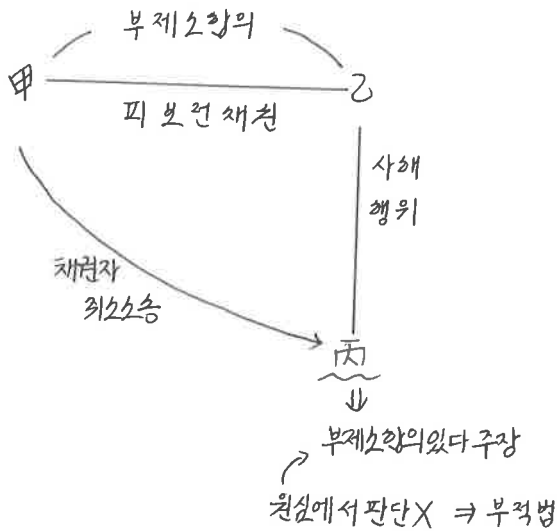 부제소합의
甲
乙
피보전채권
사해
행위
채권자
취소소송
丙
⇓
부제소합의있다 주장
원심에서 판단X ⇒ 부적법